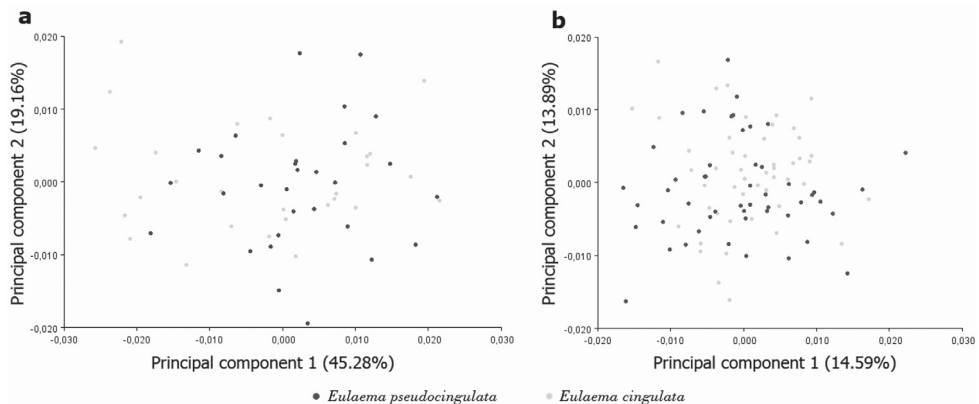 a
0,020
0,010
0,000
-0,010
-0,020
Principal component 2 (19.16%)
-0,030 -0,020 -0,010 0,000 0,010 0,020 0,030
Principal component 1 (45.28%)
b
0,020
0,010
0,000
-0,010
-0,020
Principal component 2 (13.89%)
-0,020 -0,010 0,000 0,010 0,020 0,030
Principal component 1 (14.59%)
Eulaema pseudocingulata Eulaema cingulata